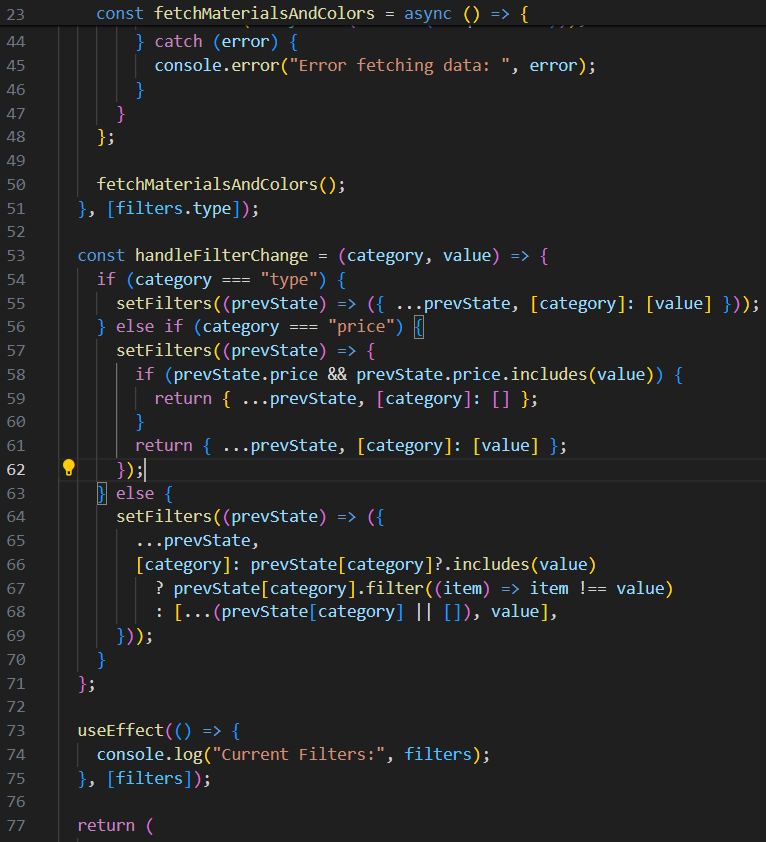 23 const fetchMaterialsAndColors = async () => {
44 } catch (error) {
45 console.error("Error fetching data: ", error);
46 }
47 }
48 };
49
50 fetchMaterialsAndColors();
51 }, [filters.type]);
52
53 const handleFilterChange = (category, value) => {
54 if (category === "type") {
55 setFilters((prevState) => ({ ...prevState, [category]: [value] }));
56 } else if (category === "price") {
57 setFilters((prevState) => {
58 if (prevState.price && prevState.price.includes(value)) {
59 return { ...prevState, [category]: [] };
60 }
61 return { ...prevState, [category]: [value] };
62 });
63 } else {
64 setFilters((prevState) => ({
65 ...prevState,
66 [category]: prevState[category]?.includes(value)
67 ? prevState[category].filter((item) => item !== value)
68 : [...(prevState[category] || []), value],
69 }));
70 }
71 };
72
73 useEffect(() => {
74 console.log("Current Filters:", filters);
75 }, [filters]);
76
77 return (